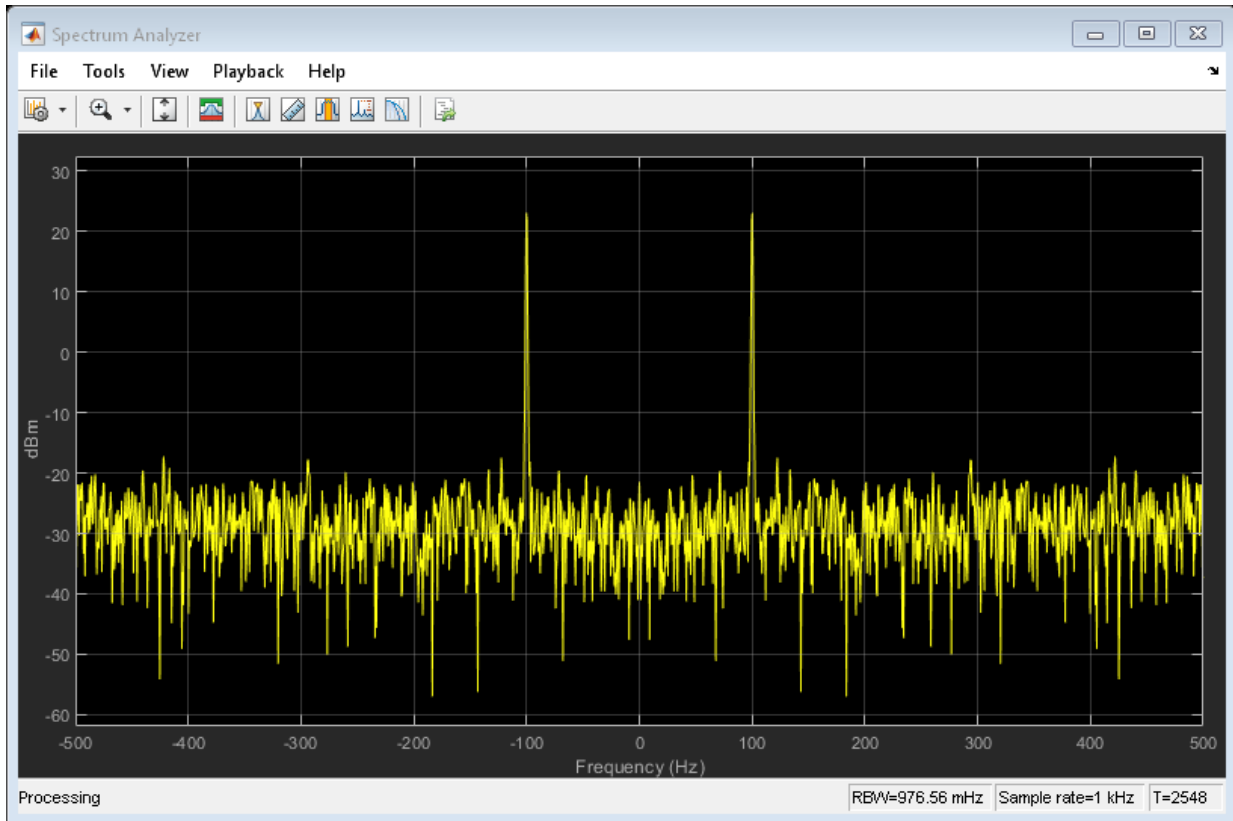 Spectrum Analyzer
File Tools View Playback Help
30
20
10
0
-10
-20
-30
-40
-50
-60
dBm
-500 -400 -300 -200 -100 0 100 200 300 400 500
Frequency (Hz)
Processing RBW=976.56 mHz Sample rate=1 kHz T=2548